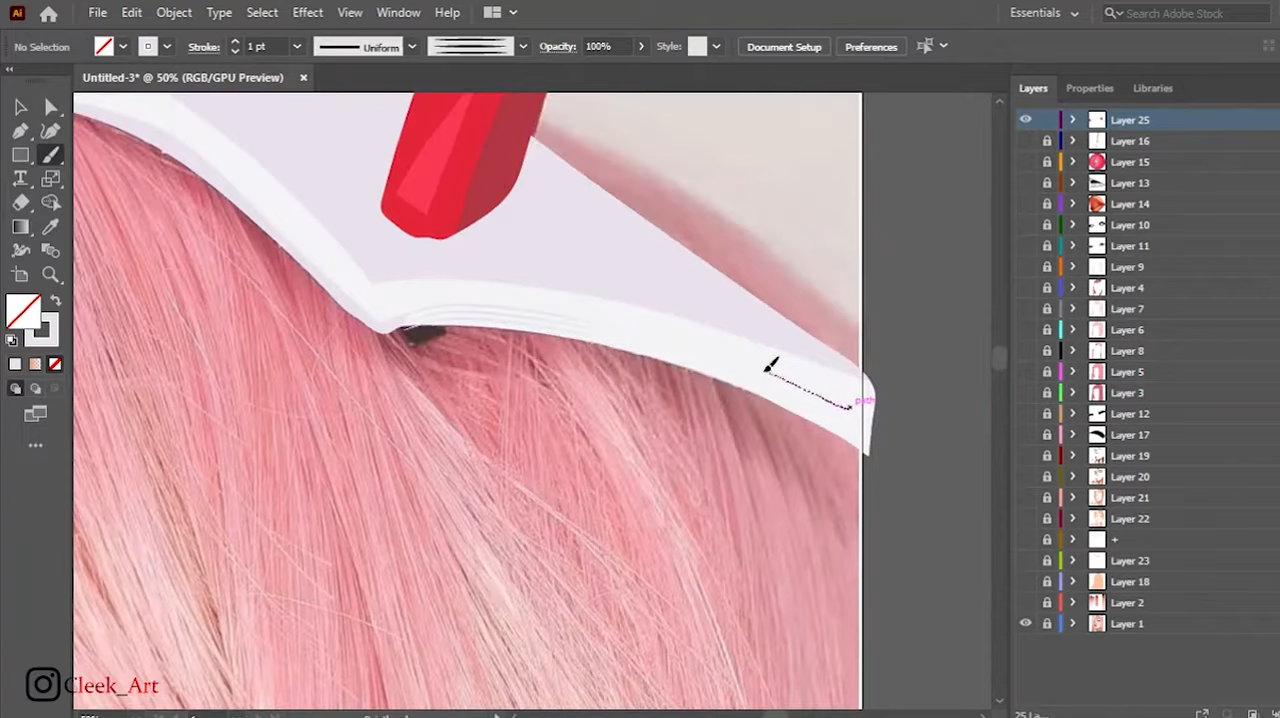 Ai File Edit Object Type Select Effect View Window Help Essentials Search Adobe Stock
No Selection Stroke: 1 pt Uniform Opacity: 100% Style: Document Setup Preferences
Untitled-3* @ 50% (RGB/GPU Preview)
Layers Properties Libraries
Layer 25
Layer 16
Layer 15
Layer 13
Layer 14
Layer 10
Layer 11
Layer 9
Layer 4
Layer 7
Layer 6
Layer 8
Layer 5
Layer 3
Layer 12
Layer 17
Layer 19
Layer 20
Layer 21
Layer 22
+
Layer 23
Layer 18
Layer 2
Layer 1
path
Cleek_Art